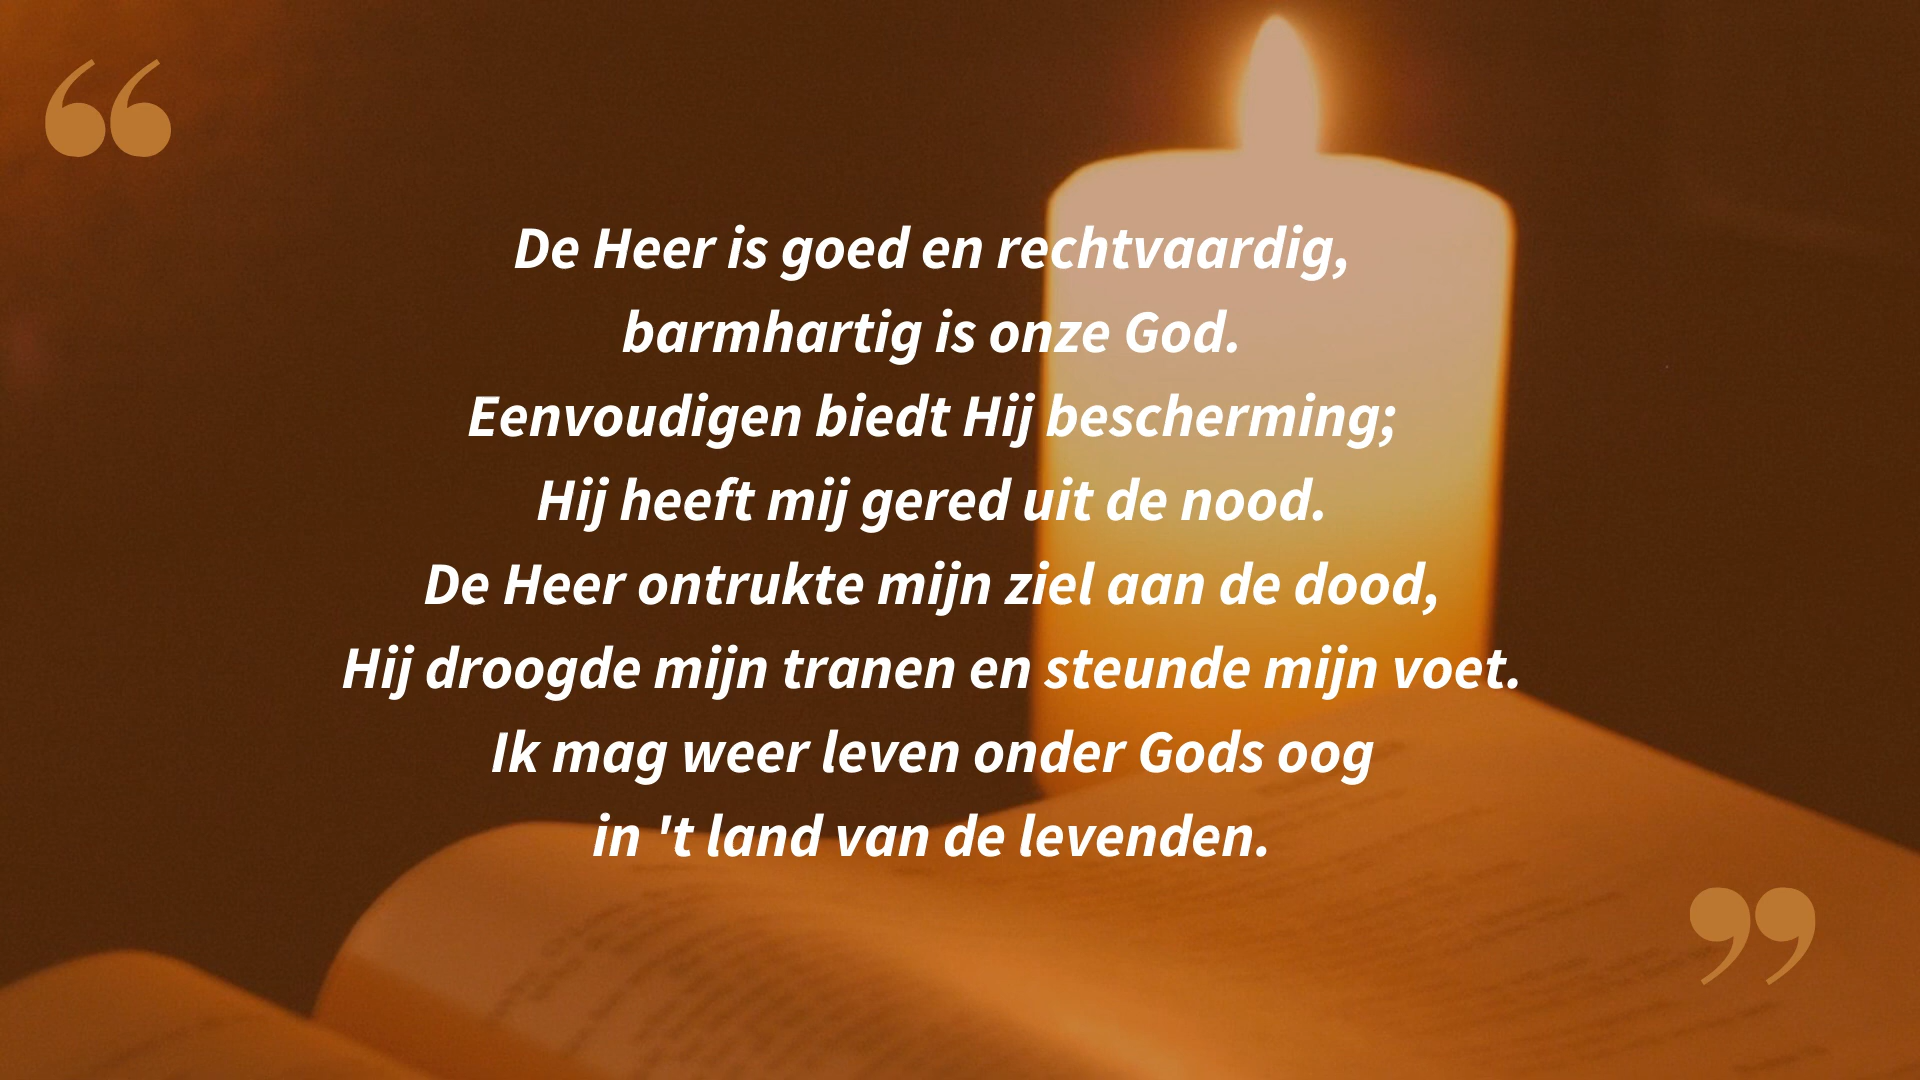 “
De Heer is goed en rechtvaardig,
barmhartig is onze God.
Eenvoudigen biedt Hij bescherming;
Hij heeft mij gered uit de nood.
De Heer ontrukte mijn ziel aan de dood,
Hij droogde mijn tranen en steunde mijn voet.
Ik mag weer leven onder Gods oog
in 't land van de levenden.
”